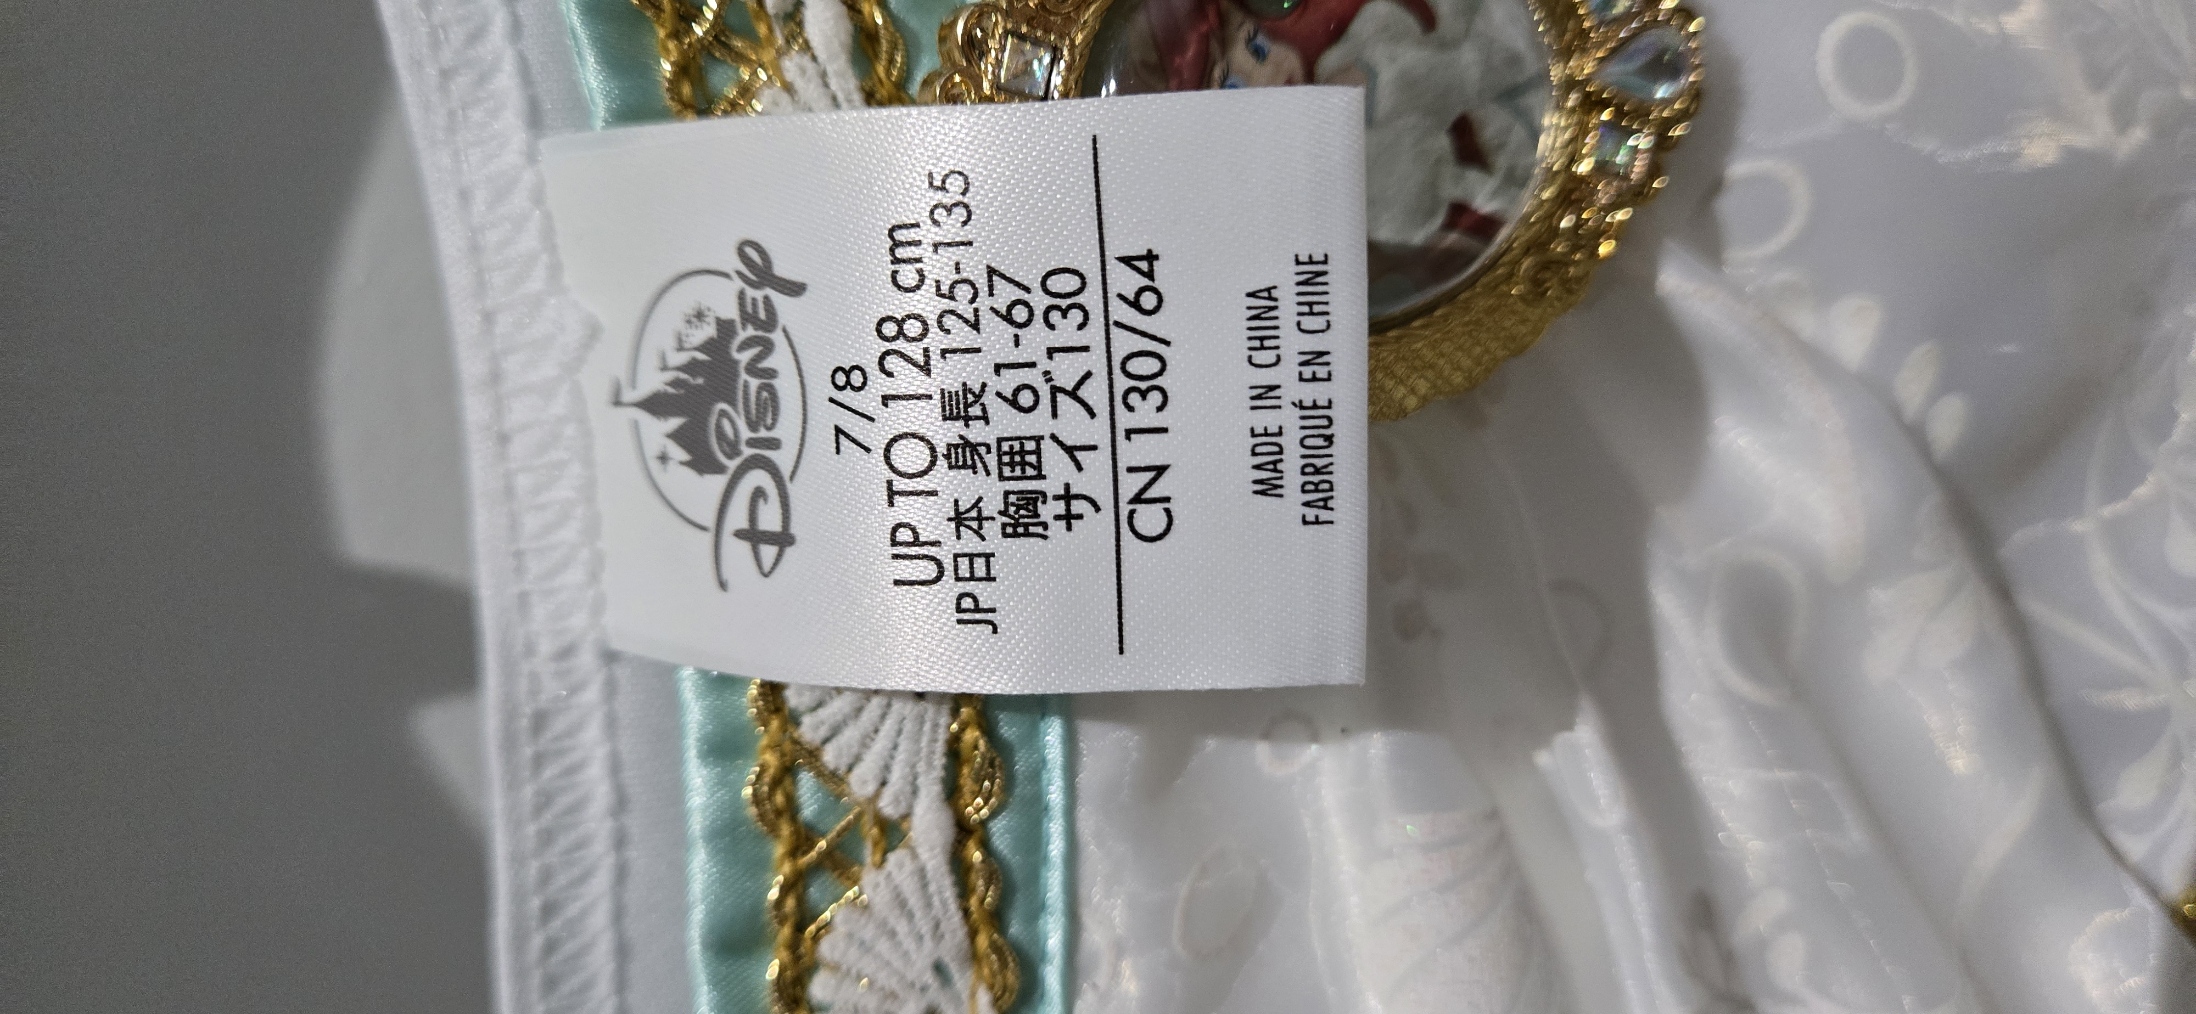 Disney
7/8
UP TO 128 cm
JP日本 身長 125-135
胸囲 61-67
サイズ130
CN 130/64
MADE IN CHINA
FABRIQUÉ EN CHINE